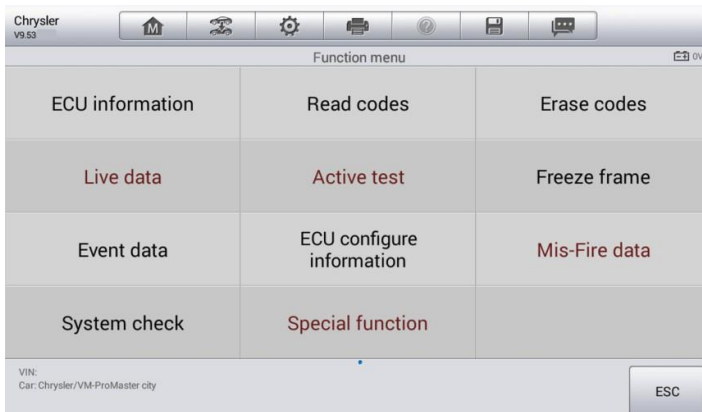 Chrysler
V9.53
M
Function menu
0V
ECU information
Read codes
Erase codes
Live data
Active test
Freeze frame
Event data
ECU configure
information
Mis-Fire data
System check
Special function
VIN:
Car: Chrysler/VM-ProMaster city
ESC